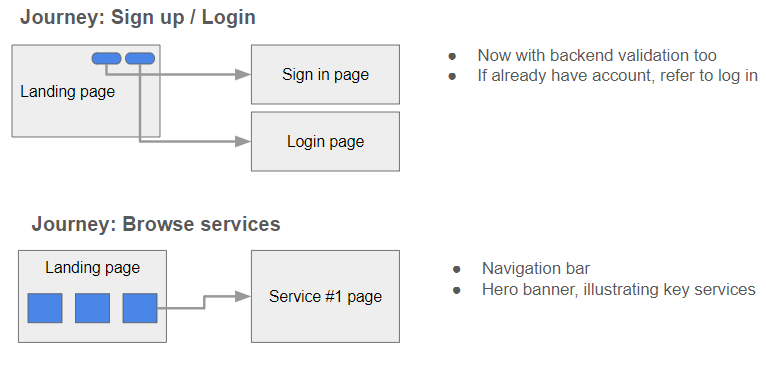 Journey: Sign up / Login
Landing page
Sign in page
Login page
● Now with backend validation too
● If already have account, refer to log in
Journey: Browse services
Landing page
Service #1 page
● Navigation bar
● Hero banner, illustrating key services